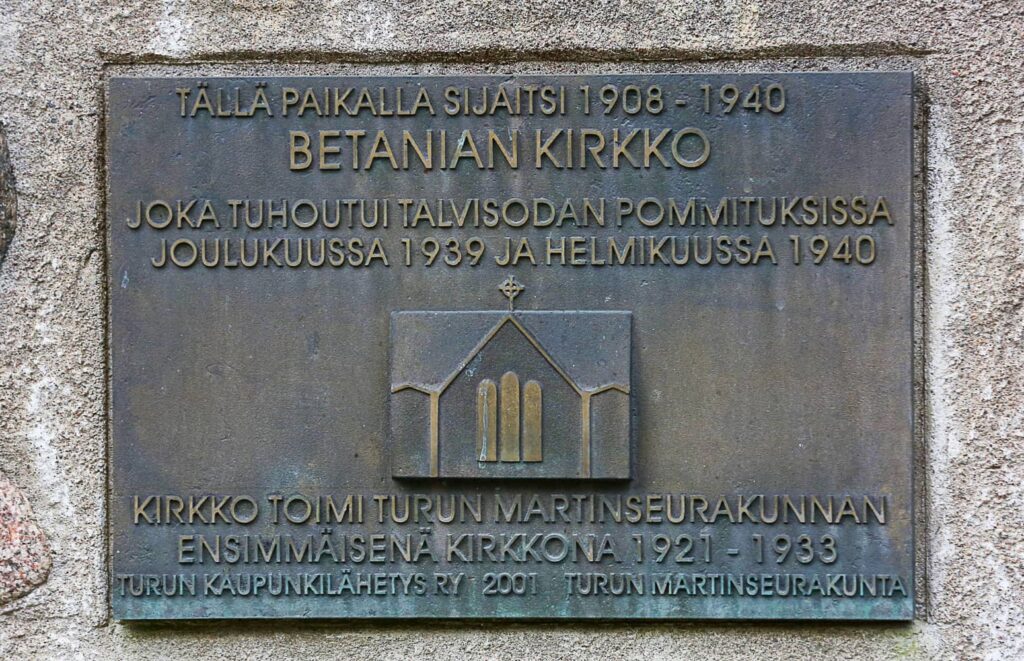 TÄLLÄ PAIKALLA SIJAITSI 1908 - 1940
BETANIAN KIRKKO
JOKA TUHOUTUI TALVISODAN POMMITUKSISSA
JOULUKUUSSA 1939 JA HELMIKUUSSA 1940
KIRKKO TOIMI TURUN MARTINSEURAKUNNAN
ENSIMMÄISENÄ KIRKKONA 1921 - 1933
TURUN KAUPUNKILÄHETYS RY 2001 TURUN MARTINSEURAKUNTA